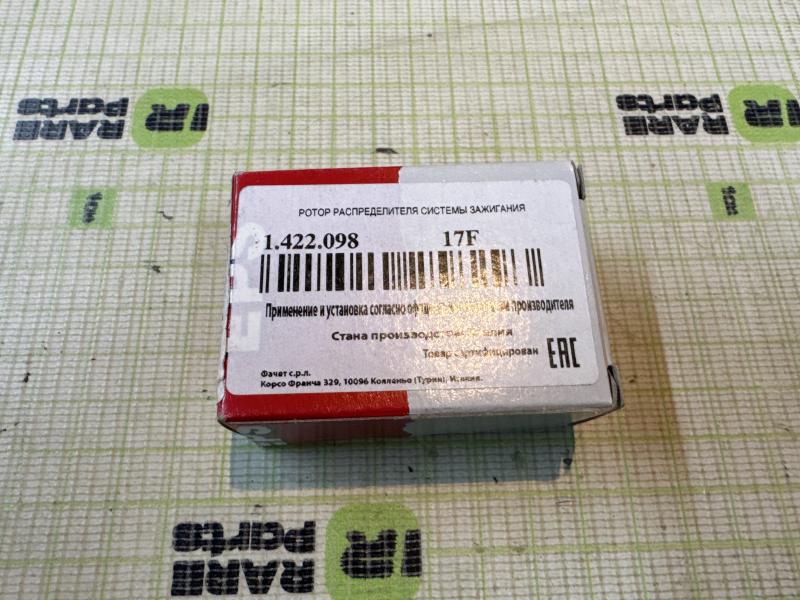 RARE
Parts
IR
RARE
Parts
IR
РОТОР РАСПРЕДЕЛИТЕЛЯ СИСТЕМЫ ЗАЖИГАНИЯ
1.422.098 17F
EPS
Применение и установка согласно производителя
Стана
Товар сертифицирован EAC
Фачет с.р.л.
Корсо Франча 329, 10096 Колленьо (Турин), Италия.
RARE
Parts
IR